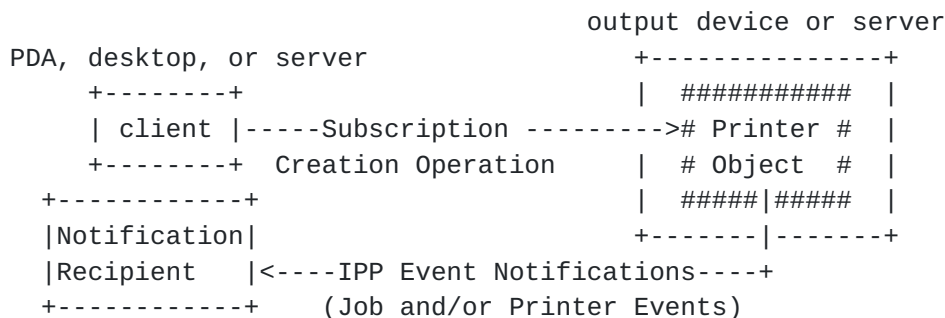 output device or server
PDA, desktop, or server +---------------+
+--------+ | ########### |
| client |-----Subscription ---------># Printer # |
+--------+ Creation Operation | # Object # |
+------------+ | #####|##### |
|Notification| +-------|-------+
|Recipient |<----IPP Event Notifications----+
+------------+ (Job and/or Printer Events)